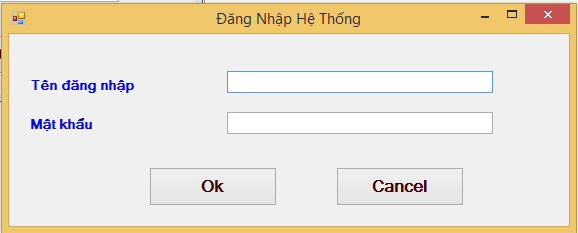 Đăng Nhập Hệ Thống
Tên đăng nhập
Mật khẩu
Ok
Cancel